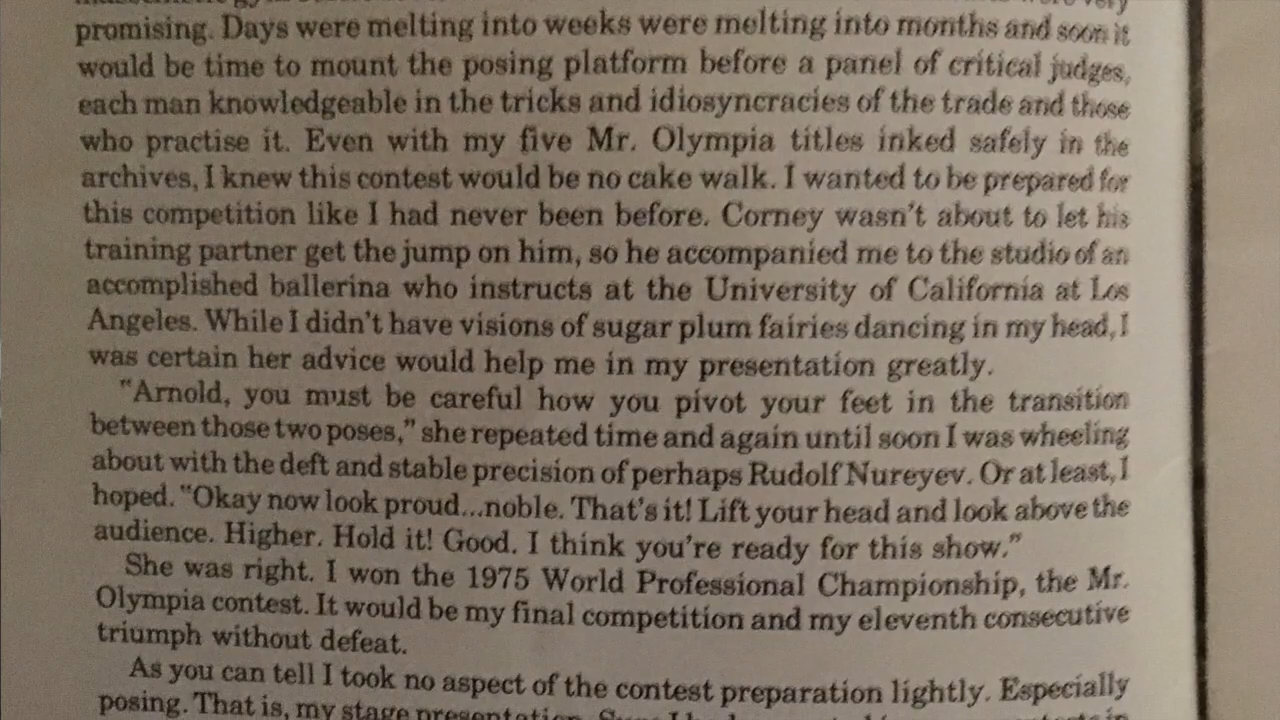 were very
promising. Days were melting into weeks were melting into months and soon it
would be time to mount the posing platform before a panel of critical judges,
each man knowledgeable in the tricks and idiosyncracies of the trade and those
who practise it. Even with my five Mr. Olympia titles inked safely in the
archives, I knew this contest would be no cake walk. I wanted to be prepared for
this competition like I had never been before. Corney wasn't about to let his
training partner get the jump on him, so he accompanied me to the studio of an
accomplished ballerina who instructs at the University of California at Los
Angeles. While I didn't have visions of sugar plum fairies dancing in my head, I
was certain her advice would help me in my presentation greatly.
"Arnold, you must be careful how you pivot your feet in the transition
between those two poses," she repeated time and again until soon I was wheeling
about with the deft and stable precision of perhaps Rudolf Nureyev. Or at least, I
hoped. "Okay now look proud...noble. That's it! Lift your head and look above the
audience. Higher. Hold it! Good. I think you're ready for this show."
She was right. I won the 1975 World Professional Championship, the Mr.
Olympia contest. It would be my final competition and my eleventh consecutive
triumph without defeat.
As you can tell I took no aspect of the contest preparation lightly. Especially
posing. That is, my stage presentation. Sure I had